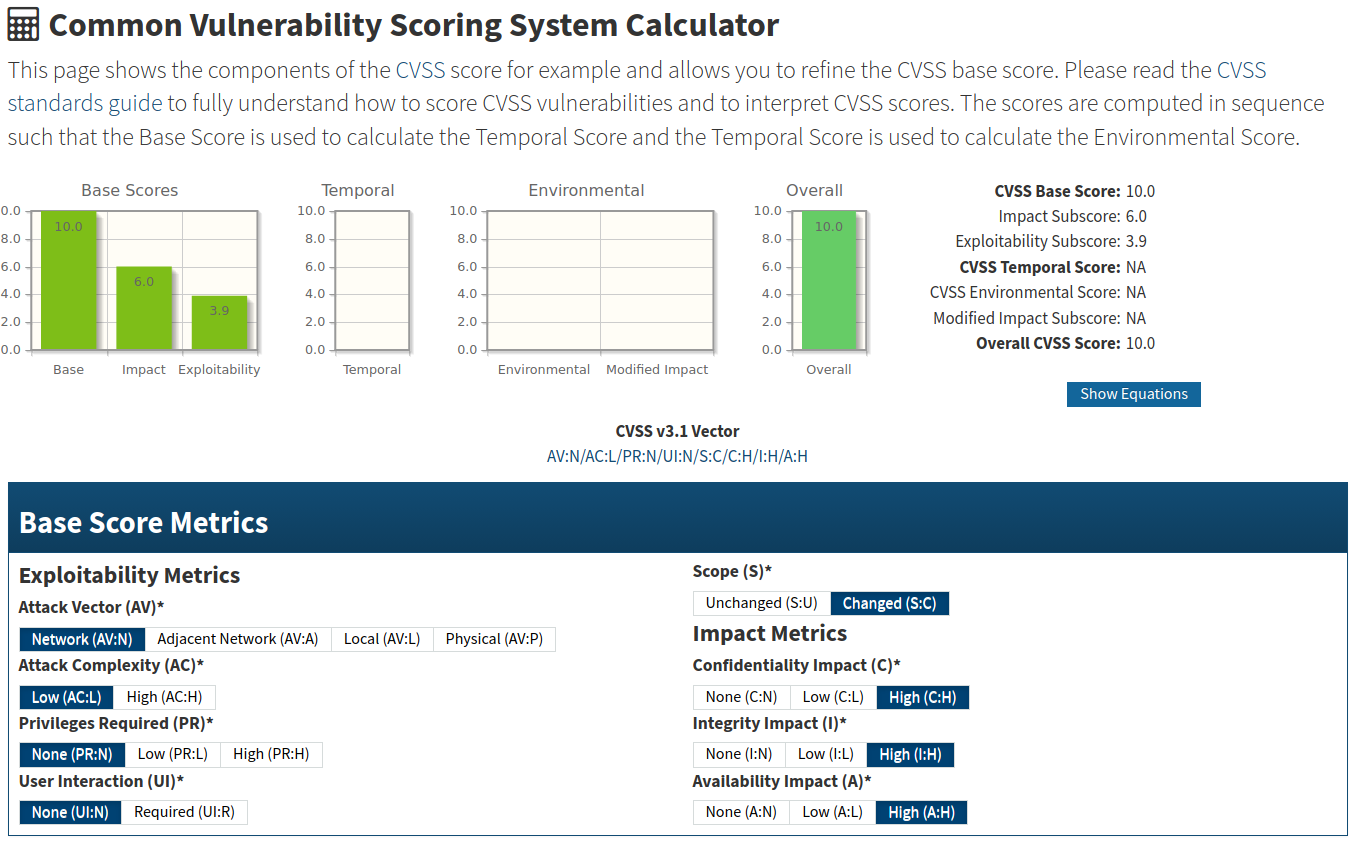 Common Vulnerability Scoring System Calculator
This page shows the components of the CVSS score for example and allows you to refine the CVSS base score. Please read the CVSS
standards guide to fully understand how to score CVSS vulnerabilities and to interpret CVSS scores. The scores are computed in sequence
such that the Base Score is used to calculate the Temporal Score and the Temporal Score is used to calculate the Environmental Score.
Base Scores
0.0
8.0
6.0
4.0
2.0
0.0
10.0
6.0
3.9
Base Impact Exploitability
Temporal
10.0
8.0
6.0
4.0
2.0
0.0
Temporal
Environmental
10.0
8.0
6.0
4.0
2.0
0.0
Environmental Modified Impact
Overall
10.0
8.0
6.0
4.0
2.0
0.0
10.0
Overall
CVSS Base Score: 10.0
Impact Subscore: 6.0
Exploitability Subscore: 3.9
CVSS Temporal Score: NA
CVSS Environmental Score: NA
Modified Impact Subscore: NA
Overall CVSS Score: 10.0
Show Equations
CVSS v3.1 Vector
AV:N/AC:L/PR:N/UI:N/S:C/C:H/I:H/A:H
Base Score Metrics
Exploitability Metrics
Attack Vector (AV)*
Network (AV:N) Adjacent Network (AV:A) Local (AV:L) Physical (AV:P)
Attack Complexity (AC)*
Low (AC:L) High (AC:H)
Privileges Required (PR)*
None (PR:N) Low (PR:L) High (PR:H)
User Interaction (UI)*
None (UI:N) Required (UI:R)
Scope (S)*
Unchanged (S:U) Changed (S:C)
Impact Metrics
Confidentiality Impact (C)*
None (C:N) Low (C:L) High (C:H)
Integrity Impact (I)*
None (I:N) Low (I:L) High (I:H)
Availability Impact (A)*
None (A:N) Low (A:L) High (A:H)